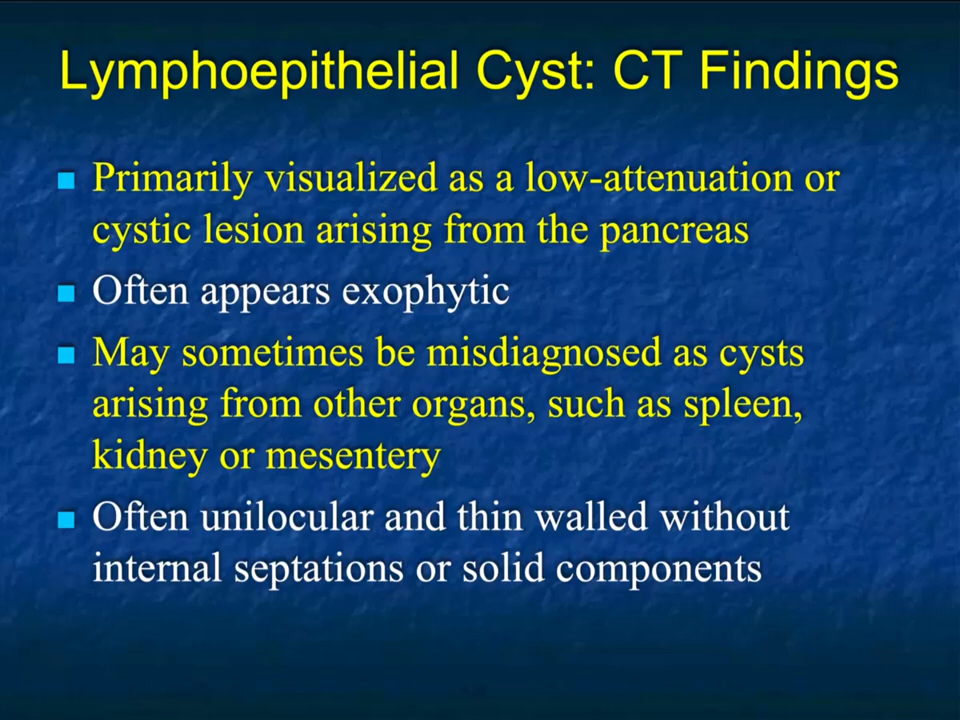 Lymphoepithelial Cyst: CT Findings
Primarily visualized as a low-attenuation or
cystic lesion arising from the pancreas
Often appears exophytic
May sometimes be misdiagnosed as cysts
arising from other organs, such as spleen,
kidney or mesentery
Often unilocular and thin walled without
internal septations or solid components